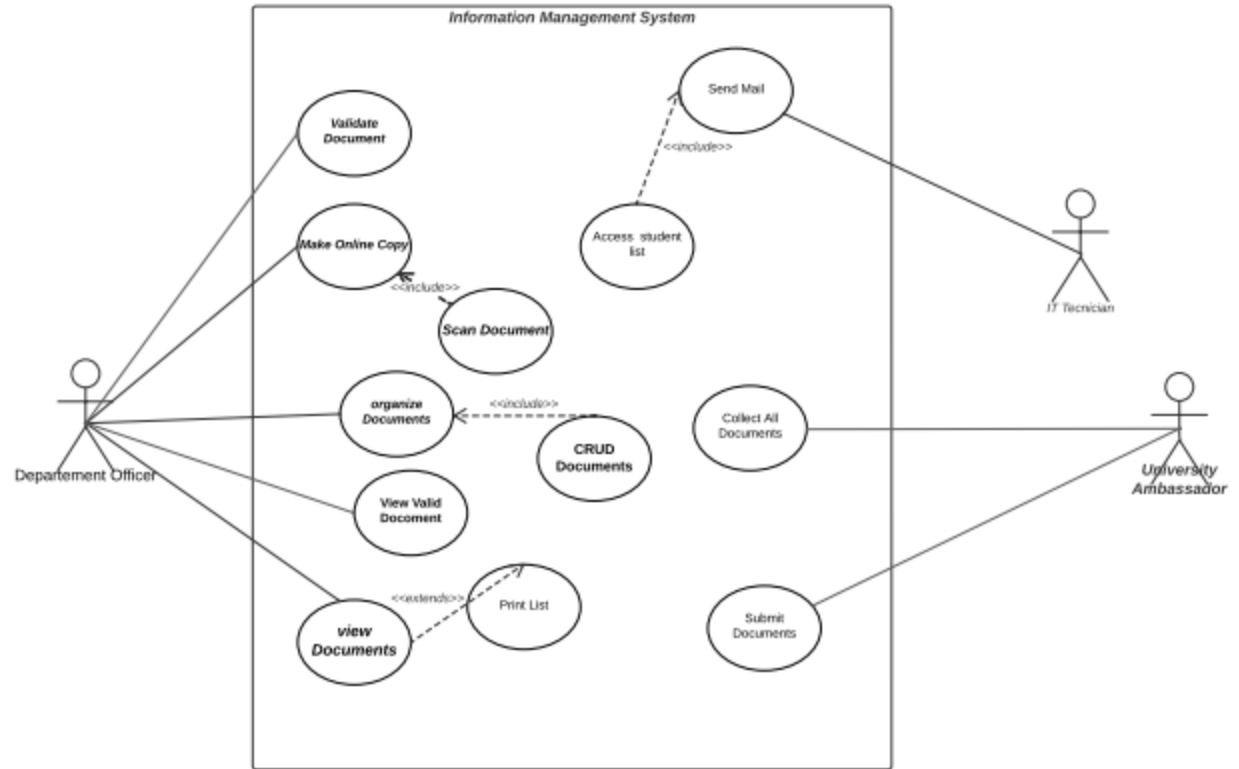 Information Management System
Send Mail
Validate
Document
<<include>>
Make Online Copy
Access student
list
<<include>>
Scan Document
IT Tecnician
organize
Documents
<<include>>
Collect All
Documents
CRUD
Documents
Departement Officer
University
Ambassador
View Valid
Docoment
<<extends>>
Print List
view
Documents
Submit
Documents